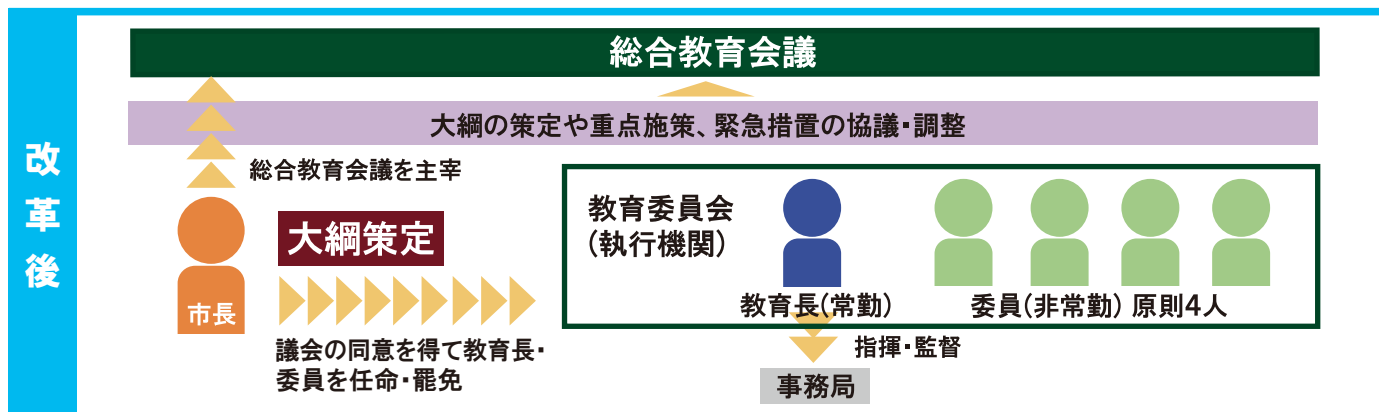 改革後
総合教育会議
大綱の策定や重点施策、緊急措置の協議・調整
総合教育会議を主宰
市長
大綱策定
議会の同意を得て教育長・
委員を任命・罷免
教育委員会
(執行機関)
教育長(常勤)
委員(非常勤) 原則4人
指揮・監督
事務局